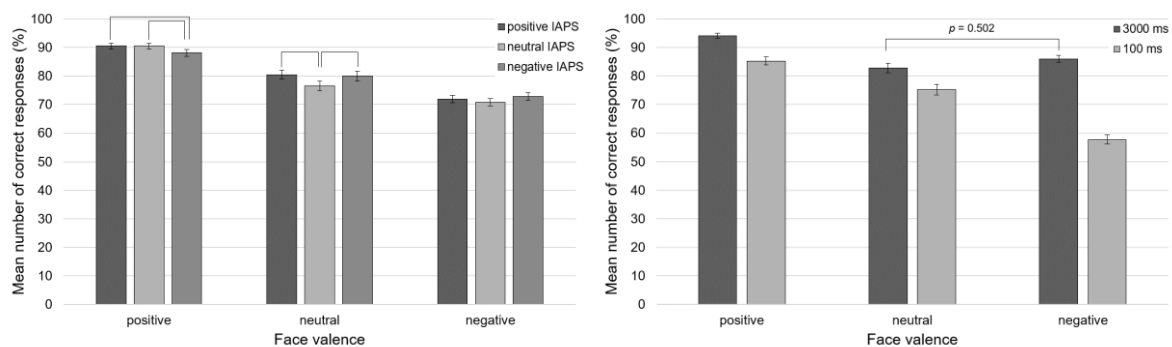 Mean number of correct responses (%)
100
90
80
70
60
50
40
30
20
10
0
positive IAPS
neutral IAPS
negative IAPS
positive
neutral
negative
Face valence
Mean number of correct responses (%)
100
90
80
70
60
50
40
30
20
10
0
p = 0.502
3000 ms
100 ms
positive
neutral
negative
Face valence